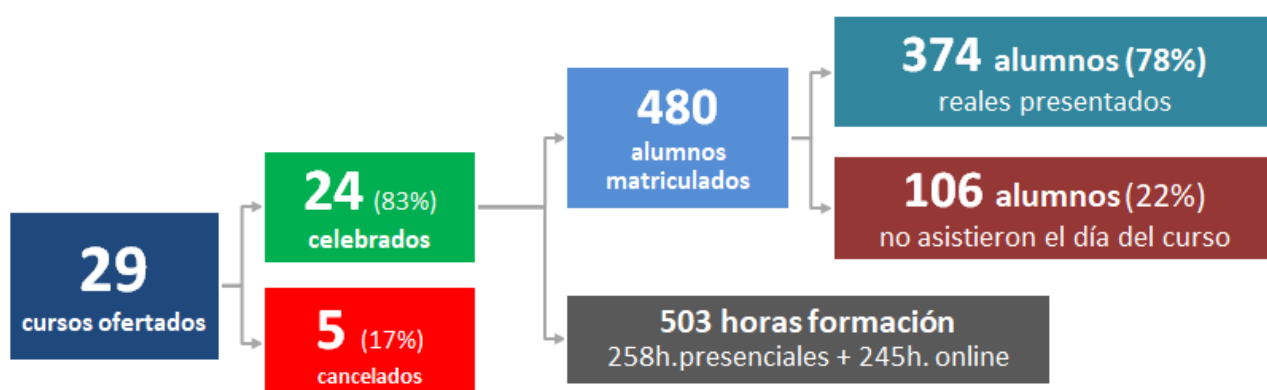 29
cursos ofertados
24 (83%)
celebrados
5 (17%)
cancelados
480
alumnos
matriculados
503 horas formación
258h.presenciales + 245h. online
374 alumnos (78%)
reales presentados
106 alumnos (22%)
no asistieron el día del curso